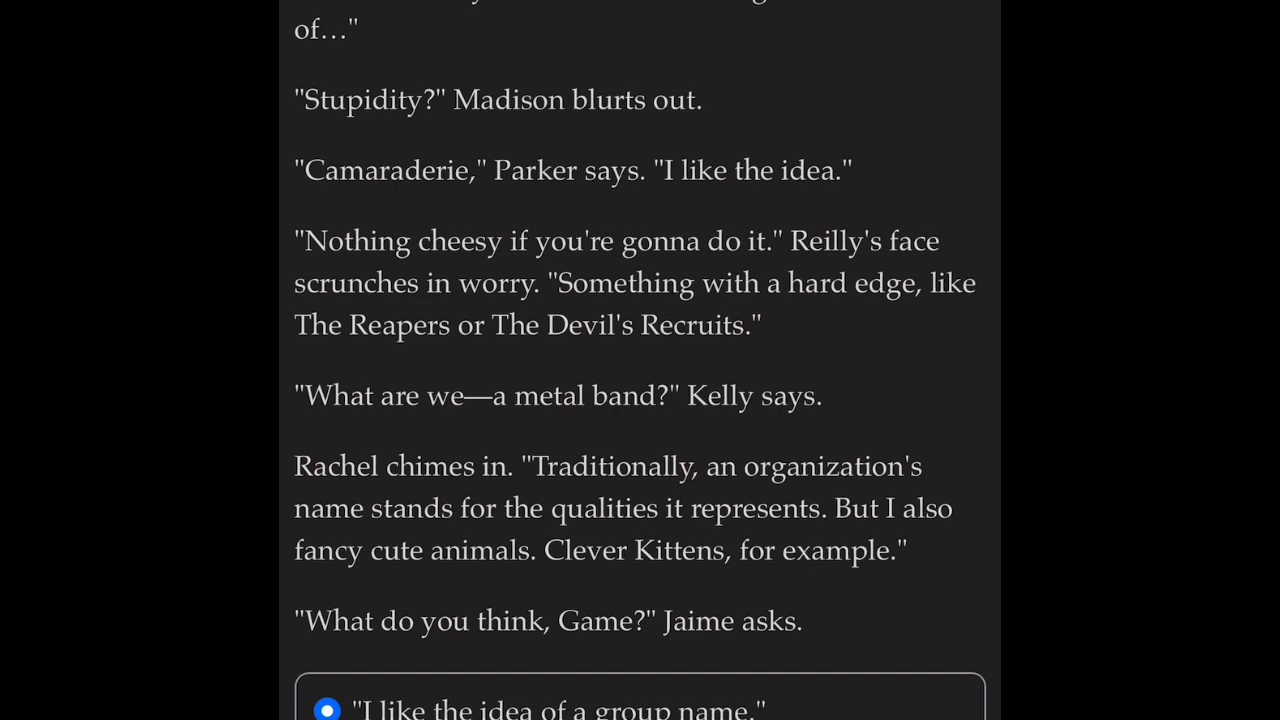 of…"
"Stupidity?" Madison blurts out.
"Camaraderie," Parker says. "I like the idea."
"Nothing cheesy if you're gonna do it." Reilly's face
scrunches in worry. "Something with a hard edge, like
The Reapers or The Devil's Recruits."
"What are we—a metal band?" Kelly says.
Rachel chimes in. "Traditionally, an organization's
name stands for the qualities it represents. But I also
fancy cute animals. Clever Kittens, for example."
"What do you think, Game?" Jaime asks.
"I like the idea of a group name."